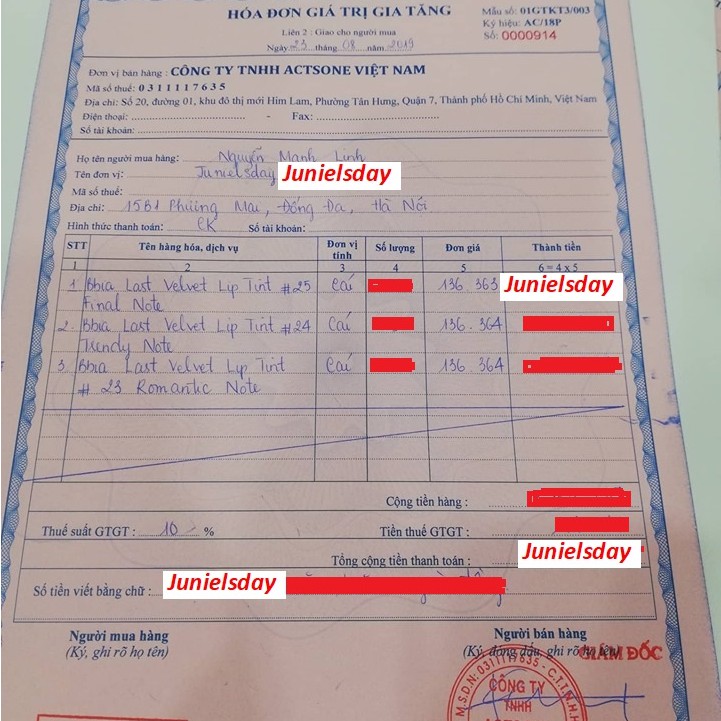 HÓA ĐƠN GIÁ TRỊ GIA TĂNG
Liên 2 : Giao cho người mua
Ngày 23 tháng 08 năm 2019
Mẫu số: 01GTKT3/003
Ký hiệu: AC/18P
Số: 0000914
Đơn vị bán hàng : CÔNG TY TNHH ACTSONE VIỆT NAM
Mã số thuế: 0311117635
Địa chỉ: Số 20, đường 01, khu đô thị mới Him Lam, Phường Tân Hưng, Quận 7, Thành phố Hồ Chí Minh, Việt Nam
Điện thoại: - Fax:
Số tài khoản:
Họ tên người mua hàng: Nguyễn Mạnh Linh
Tên đơn vị: Junielsday Junielsday
Mã số thuế:
Địa chỉ: 15B1 Phương Mai, Đống Đa, Hà Nội
Hình thức thanh toán: CK Số tài khoản:
STT Tên hàng hóa, dịch vụ Đơn vị tính Số lượng Đơn giá Thành tiền
1 2 3 4 5 6 = 4 x 5
1 Bbia Last Velvet Lip Tint #25 Cái 136.363 Junielsday
Final Note
2. Bbia Last Velvet Lip Tint #24 Cái 136.364
Trendy Note
3 Bbia Last Velvet Lip Tint Cái 136.364
# 23 Romantic Note
Cộng tiền hàng :
Thuế suất GTGT : 10 % Tiền thuế GTGT :
Tổng cộng tiền thanh toán : Junielsday
Số tiền viết bằng chữ : Junielsday
Người mua hàng
(Ký, ghi rõ họ tên)
Người bán hàng
(Ký, đóng dấu, ghi rõ họ tên)
GIÁM ĐỐC
M.S.D.N: 0311117635 - C.T.T.N.H.H
CÔNG TY
TNHH